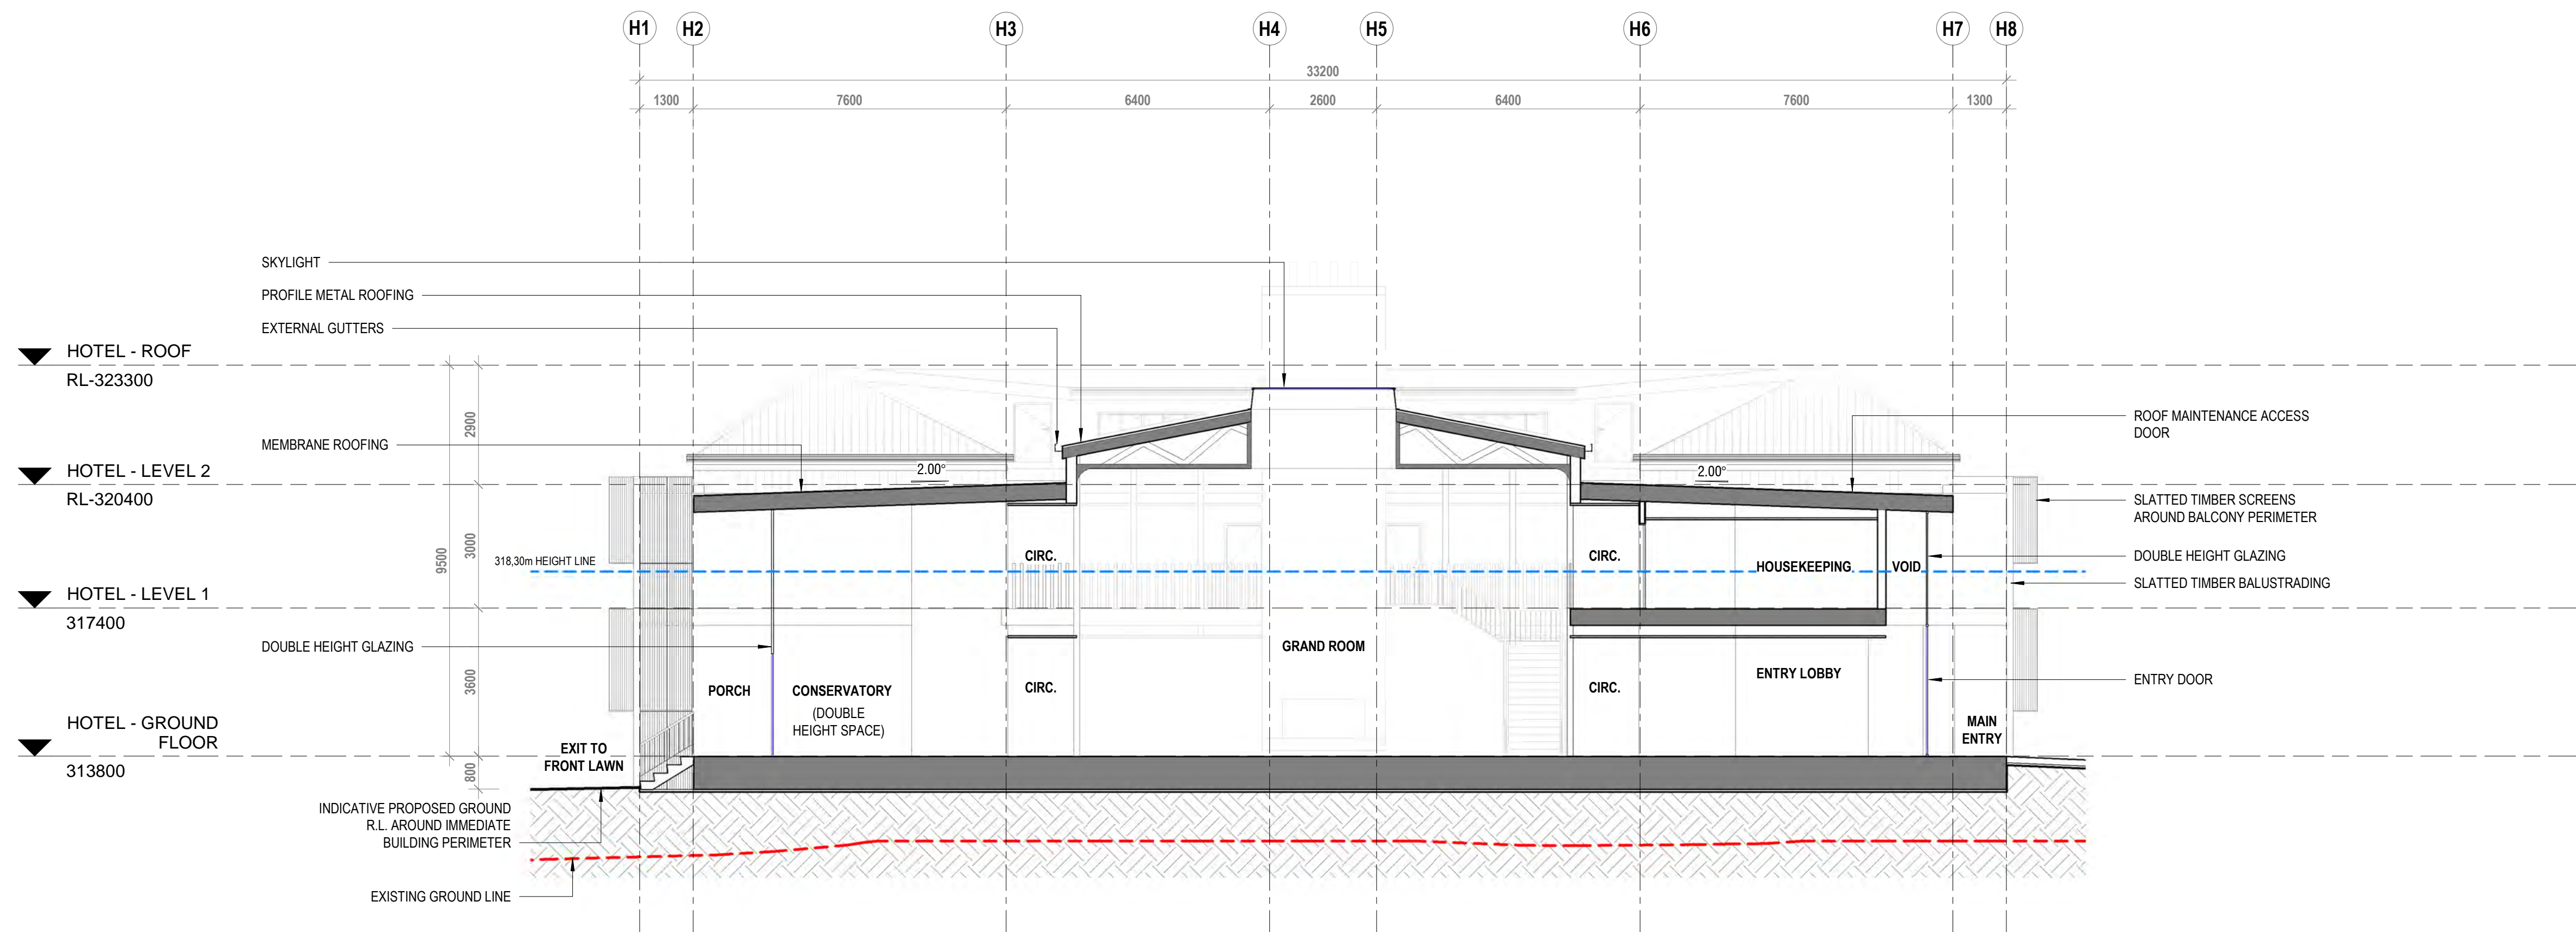 H1 H2 H3 H4 H5 H6 H7 H8
33200
1300 7600 6400 2600 6400 7600 1300
SKYLIGHT
PROFILE METAL ROOFING
EXTERNAL GUTTERS
HOTEL - ROOF
RL-323300
2900
MEMBRANE ROOFING
HOTEL - LEVEL 2
RL-320400
2.00°
2.00°
ROOF MAINTENANCE ACCESS
DOOR
SLATTED TIMBER SCREENS
AROUND BALCONY PERIMETER
9500
3000
318,30m HEIGHT LINE
CIRC.
CIRC.
HOUSEKEEPING
VOID
DOUBLE HEIGHT GLAZING
SLATTED TIMBER BALUSTRADING
HOTEL - LEVEL 1
317400
DOUBLE HEIGHT GLAZING
3600
PORCH
CONSERVATORY
(DOUBLE
HEIGHT SPACE)
CIRC.
GRAND ROOM
CIRC.
ENTRY LOBBY
ENTRY DOOR
MAIN
ENTRY
HOTEL - GROUND
FLOOR
313800
800
EXIT TO
FRONT LAWN
INDICATIVE PROPOSED GROUND
R.L. AROUND IMMEDIATE
BUILDING PERIMETER
EXISTING GROUND LINE